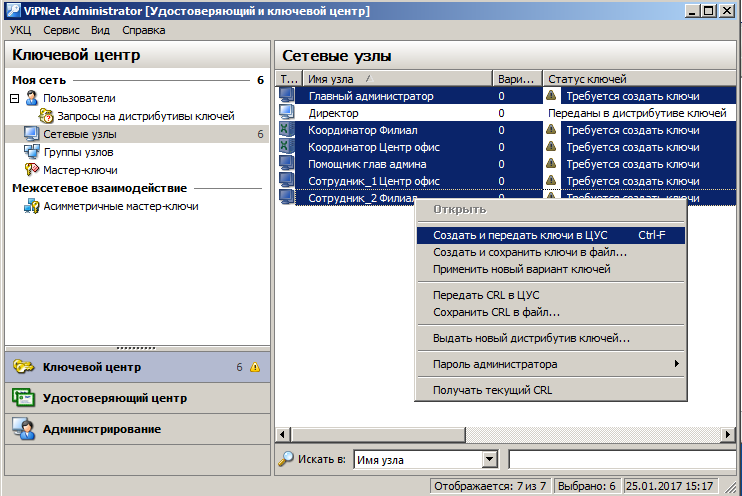 ViPNet Administrator [Удостоверяющий и ключевой центр]
УКЦ Сервис Вид Справка
Ключевой центр
Моя сеть 6
Пользователи
Запросы на дистрибутивы ключей
Сетевые узлы 6
Группы узлов
Мастер-ключи
Межсетевое взаимодействие
Асимметричные мастер-ключи
Ключевой центр 6
Удостоверяющий центр
Администрирование
Сетевые узлы
Т... Имя узла Вари... Статус ключей
Главный администратор 0 Требуется создать ключи
Директор 0 Переданы в дистрибутиве ключей
Координатор Филиал 0 Требуется создать ключи
Координатор Центр офис 0 Требуется создать ключи
Помощник глав админа 0 Требуется создать ключи
Сотрудник_1 Центр офис 0 Требуется создать ключи
Сотрудник_2 Филиал 0 Требуется создать ключи
Открыть
Создать и передать ключи в ЦУС Ctrl-F
Создать и сохранить ключи в файл...
Применить новый вариант ключей
Передать CRL в ЦУС
Сохранить CRL в файл...
Выдать новый дистрибутив ключей...
Пароль администратора
Получать текущий CRL
Искать в: Имя узла
Отображается: 7 из 7 Выбрано: 6 25.01.2017 15:17